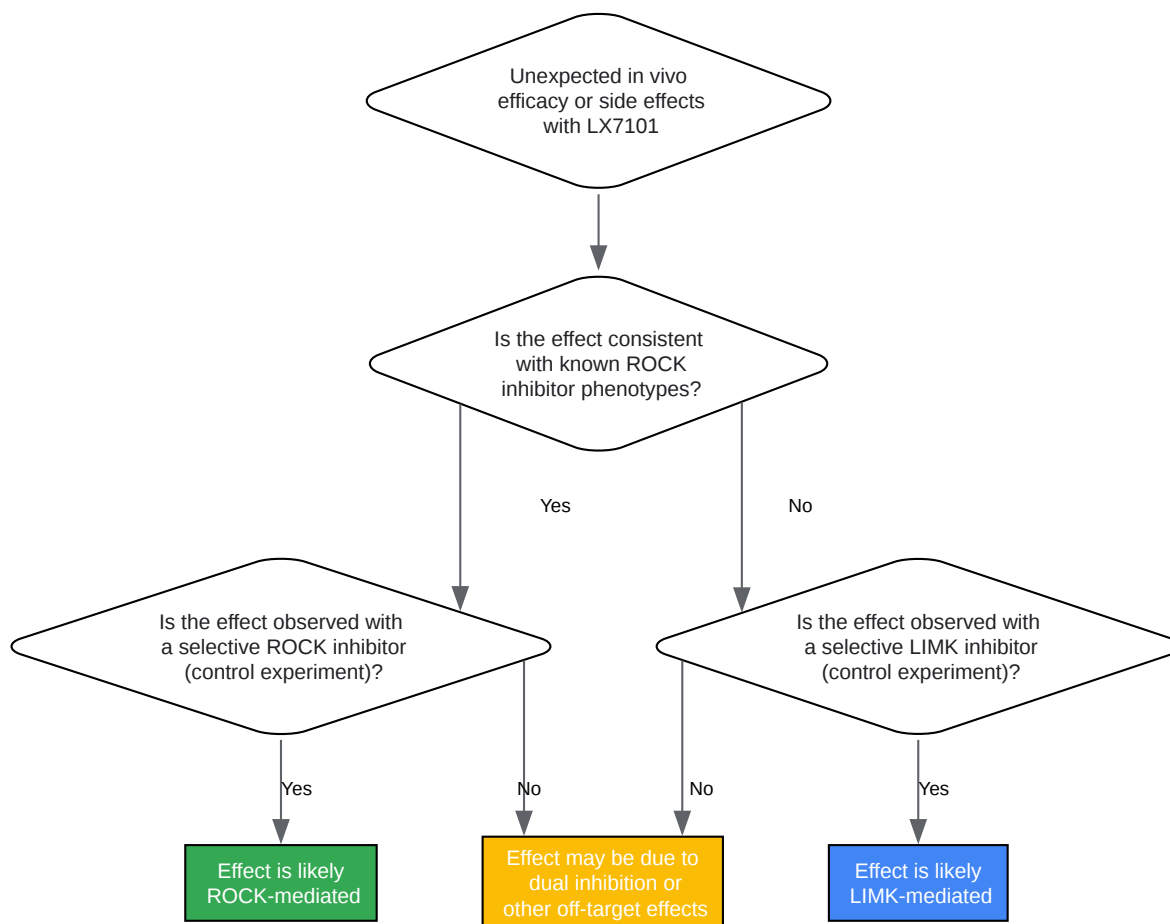 Unexpected in vivo
efficacy or side effects
with LX7101
Is the effect consistent
with known ROCK
inhibitor phenotypes?
Yes
No
Is the effect observed with
a selective ROCK inhibitor
(control experiment)?
Is the effect observed with
a selective LIMK inhibitor
(control experiment)?
Yes
No
No
Yes
Effect is likely
ROCK-mediated
Effect may be due to
dual inhibition or
other off-target effects
Effect is likely
LIMK-mediated